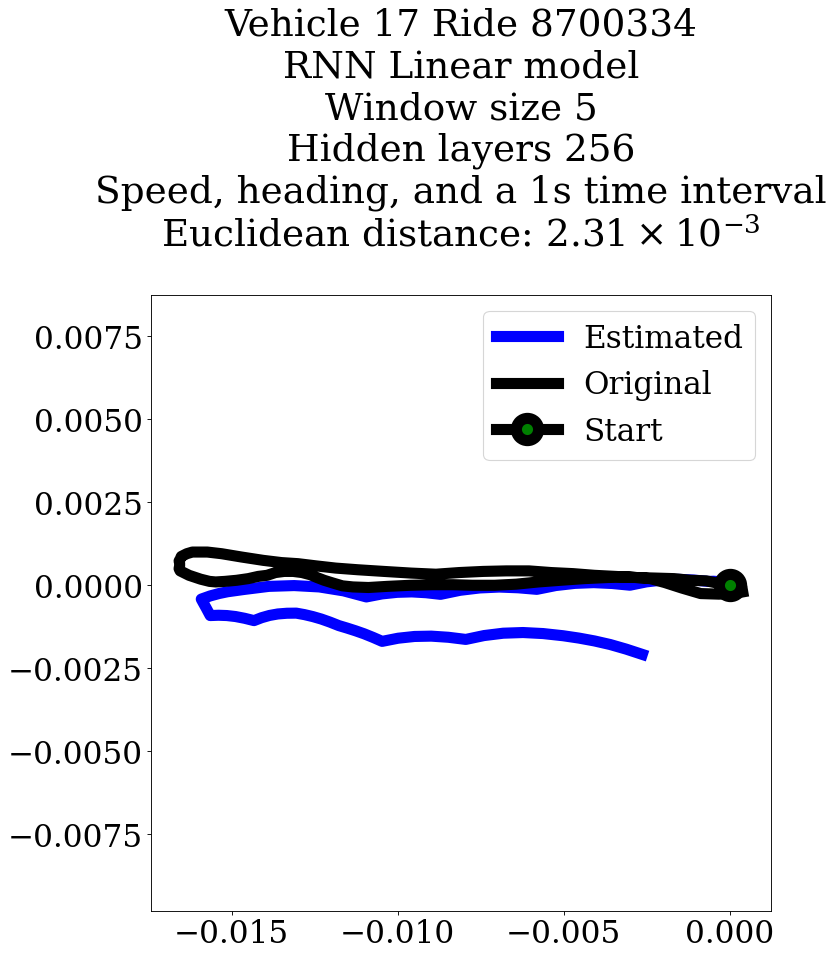 Vehicle 17 Ride 8700334
RNN Linear model
Window size 5
Hidden layers 256
Speed, heading, and a 1s time interval
Euclidean distance: 2.31 × 10⁻³
Estimated
Original
Start
0.0075
0.0050
0.0025
0.0000
−0.0025
−0.0050
−0.0075
−0.015 −0.010 −0.005 0.000